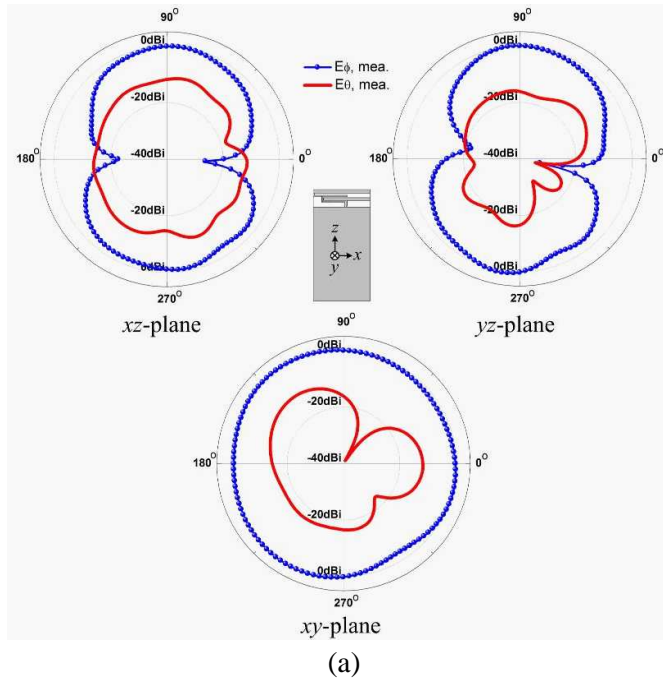 90°
0dBi
-20dBi
180°
-40dBi
0°
-20dBi
0dBi
270°
xz-plane
Eϕ, mea.
Eθ, mea.
z
x
y
90°
0dBi
-20dBi
180°
-40dBi
0°
-20dBi
0dBi
270°
yz-plane
90°
0dBi
-20dBi
180°
-40dBi
0°
-20dBi
0dBi
270°
xy-plane
(a)